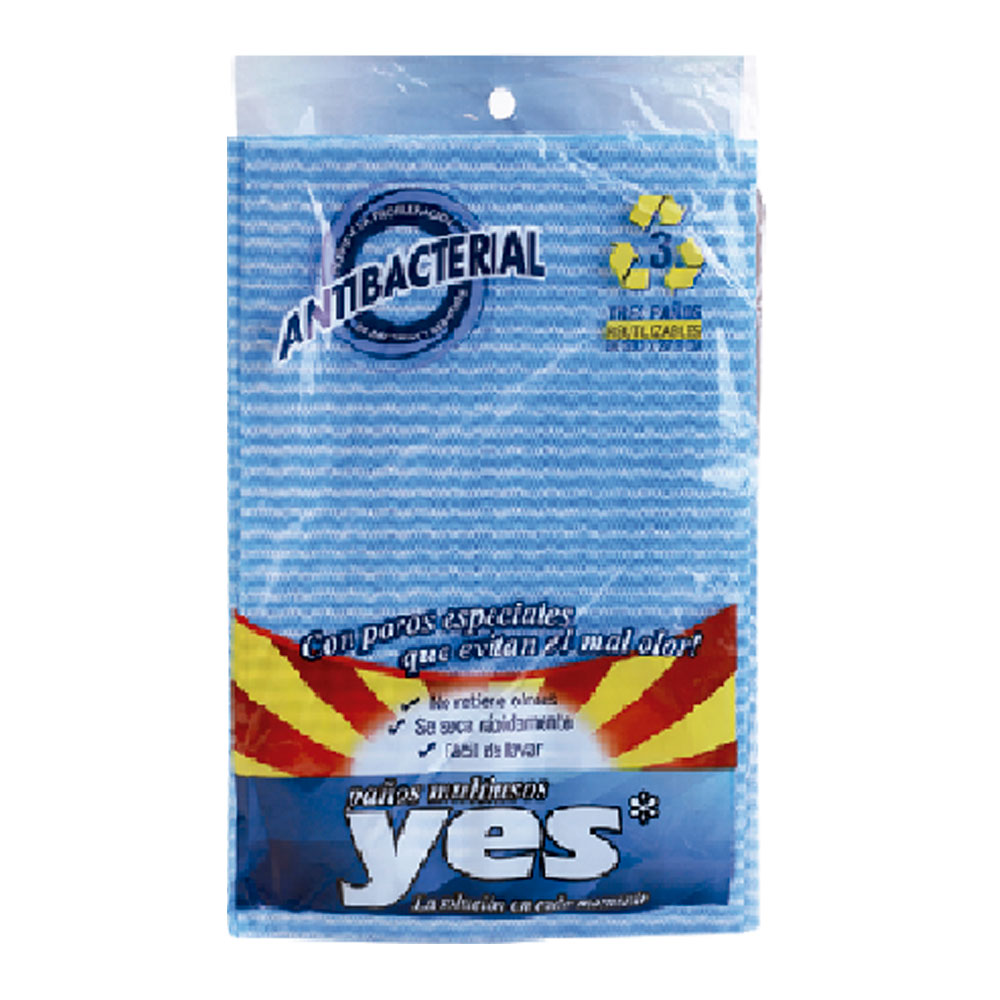 ANTIBACTERIAL
3
TRES PAÑOS
REUTILIZABLES
Con poros especiales
que evitan el mal olor!
No retiene olores
Se seca rápidamente
Fácil de lavar
paños multiusos
yes*
La solución en cada momento